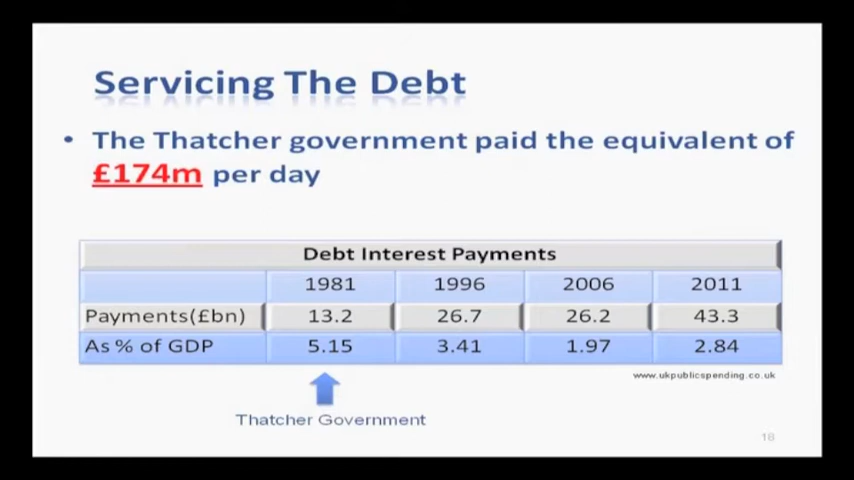 Servicing The Debt
• The Thatcher government paid the equivalent of
£174m per day
Debt Interest Payments
1981 1996 2006 2011
Payments(£bn) 13.2 26.7 26.2 43.3
As % of GDP 5.15 3.41 1.97 2.84
www.ukpublicspending.co.uk
Thatcher Government
18